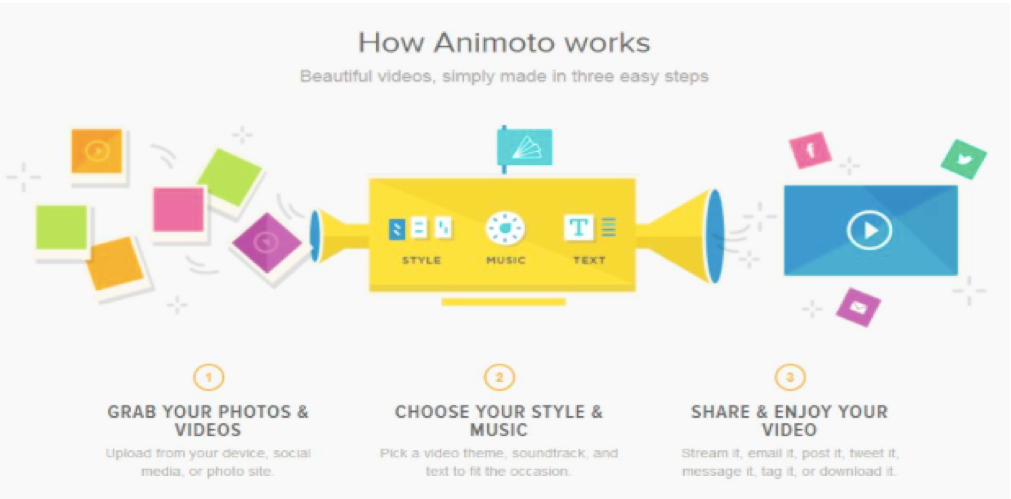 How Animoto works
Beautiful videos, simply made in three easy steps
STYLE MUSIC TEXT
1
GRAB YOUR PHOTOS &
VIDEOS
Upload from your device, social
media, or photo site.
2
CHOOSE YOUR STYLE &
MUSIC
Pick a video theme, soundtrack, and
text to fit the occasion.
3
SHARE & ENJOY YOUR
VIDEO
Stream it, email it, post it, tweet it,
message it, tag it, or download it.